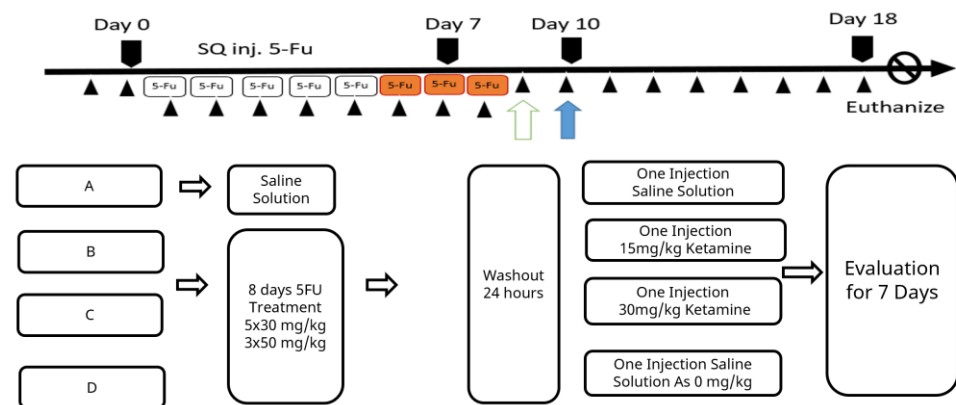 Day 0
Day 7
Day 10
Day 18
SQ inj. 5-Fu
5-Fu
5-Fu
5-Fu
5-Fu
5-Fu
5-Fu
5-Fu
5-Fu
Euthanize
A
B
C
D
Saline
Solution
8 days 5FU
Treatment
5x30 mg/kg
3x50 mg/kg
Washout
24 hours
One Injection
Saline Solution
One Injection
15mg/kg Ketamine
One Injection
30mg/kg Ketamine
One Injection Saline
Solution As 0 mg/kg
Evaluation
for 7 Days